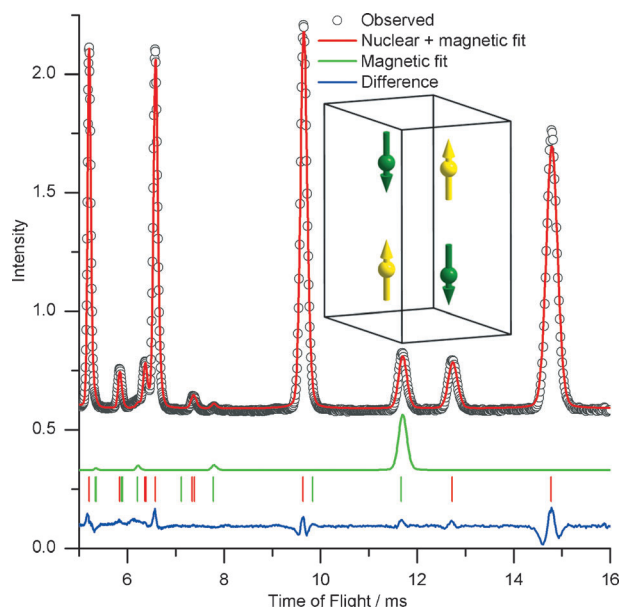 Observed
Nuclear + magnetic fit
Magnetic fit
Difference
2.0
1.5
1.0
0.5
0.0
Intensity
6 8 10 12 14 16
Time of Flight / ms